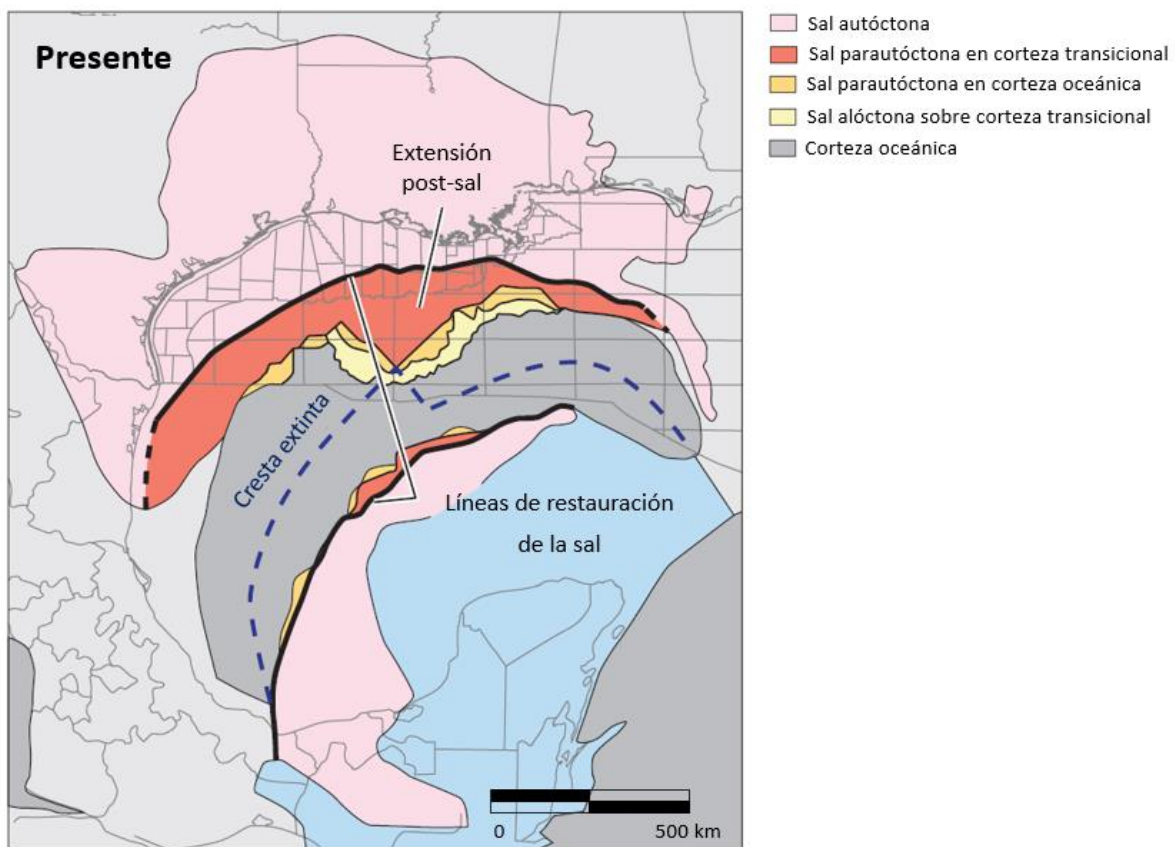 Presente
Sal autóctona
Sal parautóctona en corteza transicional
Sal parautóctona en corteza oceánica
Sal alóctona sobre corteza transicional
Corteza oceánica
Extensión
post-sal
Cresta extinta
Líneas de restauración
de la sal
0 500 km